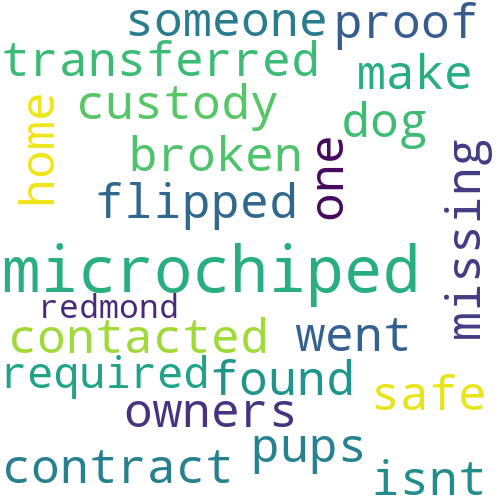 someone proof
transferred
make
custody
home
dog
broken
one
missing
flipped
microchiped
redmond
contacted went
required found
safe
owners
pups
contract
isnt